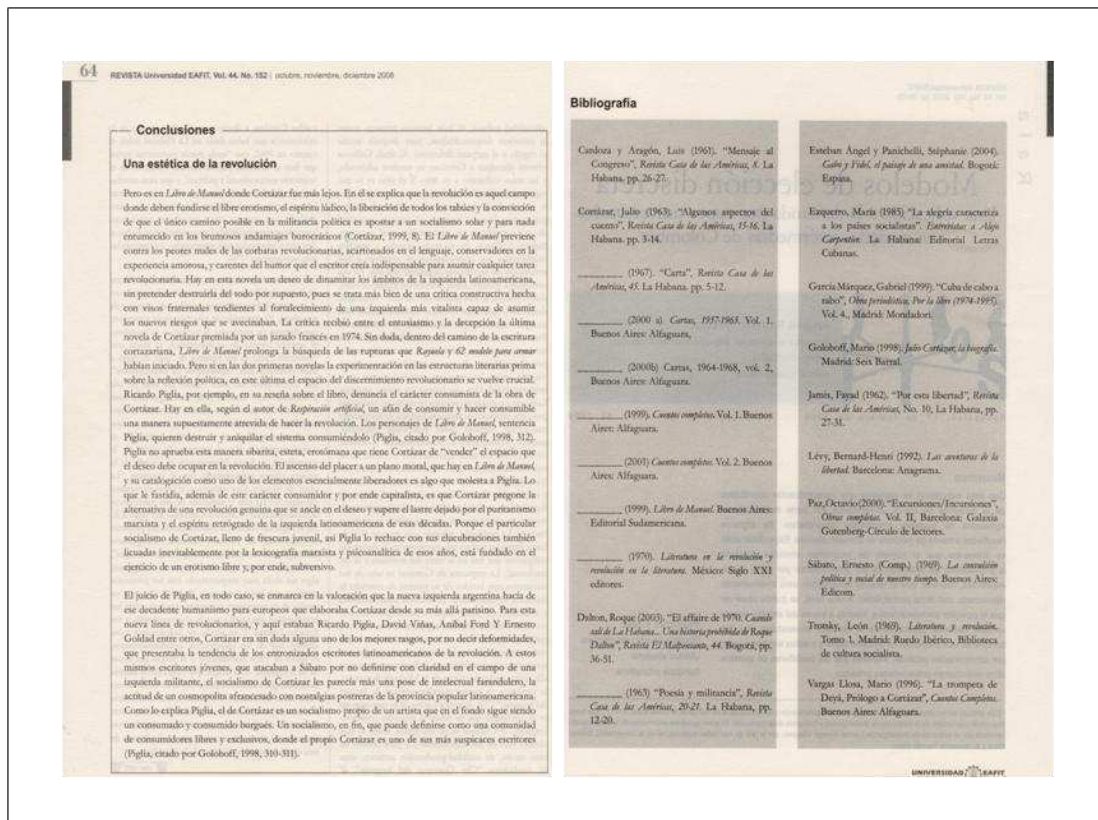 64 REVISTA Universidad EAFIT. Vol. 44. No. 152 | octubre, noviembre, diciembre 2008
Conclusiones
Una estética de la revolución
Pero es en Libro de Manuel donde Cortázar fue más lejos. En él se explica que la revolución es aquel campo
donde deben fundirse el libre erotismo, el espíritu lúdico, la liberación de todos los tabúes y la convicción
de que el único camino posible en la militancia política es apostar a un socialismo solar y para nada
entumecido en los brumosos andamiajes burocráticos (Cortázar, 1999, 8). El Libro de Manuel previene
contra los peores males de las corbatas revolucionarias, acartonados en el lenguaje, conservadores en la
experiencia amorosa, y carentes del humor que el escritor creía indispensable para asumir cualquier tarea
revolucionaria. Hay en esta novela un deseo de dinamitar los ámbitos de la izquierda latinoamericana,
sin pretender destruirla del todo por supuesto, pues se trata más bien de una crítica constructiva hecha
con visos fraternales tendientes al fortalecimiento de una izquierda más vitalista capaz de asumir
los nuevos riesgos que se avecinaban. La crítica recibió entre el entusiasmo y la decepción la última
novela de Cortázar premiada por un jurado francés en 1974. Sin duda, dentro del camino de la escritura
cortazariana, Libro de Manuel prolonga la búsqueda de las rupturas que Rayuela y 62 modelo para armar
habían iniciado. Pero si en las dos primeras novelas la experimentación en las estructuras literarias prima
sobre la reflexión política, en esta última el espacio del discernimiento revolucionario se vuelve crucial.
Ricardo Piglia, por ejemplo, en su reseña sobre el libro, denuncia el carácter consumista de la obra de
Cortázar. Hay en ella, según el autor de Respiración artificial, un afán de consumir y hacer consumible
una manera supuestamente atrevida de hacer la revolución. Los personajes de Libro de Manuel, sentencia
Piglia, quieren destruir y aniquilar el sistema consumiéndolo (Piglia, citado por Goloboff, 1998, 312).
Piglia no aprueba esta manera sibarita, esteta, erosómana que tiene Cortázar de "vender" el espacio que
el deseo debe ocupar en la revolución. El ascenso del placer a un plano moral, que hay en Libro de Manuel,
y su catalogación como uno de los elementos esencialmente liberadores es algo que molesta a Piglia. Lo
que le fastidia, además de este carácter consumidor y por ende capitalista, es que Cortázar pregone la
alternativa de una revolución genuina que se ancle en el deseo y supere el lastre dejado por el puritanismo
marxista y el espíritu retrógrado de la izquierda latinoamericana de esas décadas. Porque el particular
socialismo de Cortázar, lleno de frescura juvenil, así Piglia lo rechace con sus elucubraciones también
licuadas inevitablemente por la lexicografía marxista y psicoanalítica de esos años, está fundado en el
ejercicio de un erotismo libre y, por ende, subversivo.
El juicio de Piglia, en todo caso, se enmarca en la valoración que la nueva izquierda argentina hacía de
ese decadente humanismo para europeos que elaboraba Cortázar desde su más allá parisino. Para esta
nueva línea de revolucionarios, y aquí estaban Ricardo Piglia, David Viñas, Aníbal Ford Y Ernesto
Goldad entre otros, Cortázar era sin duda alguna uno de los mejores rasgos, por no decir deformidades,
que presentaba la tendencia de los entronizados escritores latinoamericanos de la revolución. A estos
mismos escritores jóvenes, que atacaban a Sábato por no definirse con claridad en el campo de una
izquierda militante, el socialismo de Cortázar les parecía más una pose de intelectual farandulero, la
actitud de un cosmopolita afrancesado con nostalgias postreras de la provincia popular latinoamericana.
Como lo explica Piglia, el de Cortázar es un socialismo propio de un artista que en el fondo sigue siendo
un consumado y consumido burgués. Un socialismo, en fin, que puede definirse como una comunidad
de consumidores libres y exclusivos, donde el propio Cortázar es uno de sus más suspicaces escritores
(Piglia, citado por Goloboff, 1998, 310-311).
Bibliografía
Cardoza y Aragón, Luis (1963). "Mensaje al
Congreso", Revista Casa de las Américas, 8. La
Habana, pp. 26-27.
Cortázar, Julio (1963). "Algunos aspectos del
cuento", Revista Casa de las Américas, 15-16, La
Habana. pp. 3-14.
________ (1967). "Carta", Revista Casa de las
Américas, 45. La Habana. pp. 5-12.
________ (2000 a) Cartas, 1937-1963. Vol. 1.
Buenos Aires: Alfaguara,
________ (2000b) Cartas, 1964-1968, vol. 2,
Buenos Aires: Alfaguara.
________ (1999). Cuentos completos. Vol. 1. Buenos
Aires: Alfaguara.
________ (2003) Cuentos completos. Vol. 2. Buenos
Aires: Alfaguara.
________ (1999). Libro de Manuel. Buenos Aires:
Editorial Sudamericana.
________ (1970). Literatura en la revolución y
revolución en la literatura. México: Siglo XXI
editores.
Dalton, Roque (2003). "El affaire de 1970. Cuando
salí de La Habana... Una historia prohibida de Roque
Dalton", Revista El Malpensante, 44. Bogotá, pp.
36-51.
________ (1963) "Poesía y militancia", Revista
Casa de las Américas, 20-21. La Habana, pp.
12-20.
Esteban Ángel y Panichelli, Stéphanie (2004).
Gabo y Fidel, el paisaje de una amistad. Bogotá:
Espasa.
Ezquerro, María (1985) "La alegría caracteriza
a los países socialistas". Entrevistas a Alejo
Carpentier. La Habana: Editorial Letras
Cubanas.
García Márquez, Gabriel (1999). "Cuba de cabo a
rabo", Obra periodística, Por la libre (1974-1995).
Vol. 4., Madrid: Mondadori.
Goloboff, Mario (1998). Julio Cortázar, la biografía.
Madrid: Seix Barral.
Jamis, Fayad (1962). "Por esta libertad", Revista
Casa de las Américas, No. 10, La Habana, pp.
27-31.
Lévy, Bernard-Henri (1992). Las aventuras de la
libertad. Barcelona: Anagrama.
Paz, Octavio (2000). "Excursiones/Incursiones",
Obras completas. Vol. II, Barcelona: Galaxia
Gutenberg-Círculo de lectores.
Sábato, Ernesto (Comp.) (1969). La convulsión
política y social de nuestro tiempo. Buenos Aires:
Edicom.
Trotsky, León (1969). Literatura y revolución,
Tomo 1. Madrid: Ruedo Ibérico, Biblioteca
de cultura socialista.
Vargas Llosa, Mario (1996). "La trompeta de
Deyá, Prólogo a Cortázar", Cuentos Completos.
Buenos Aires: Alfaguara.
UNIVERSIDAD EAFIT